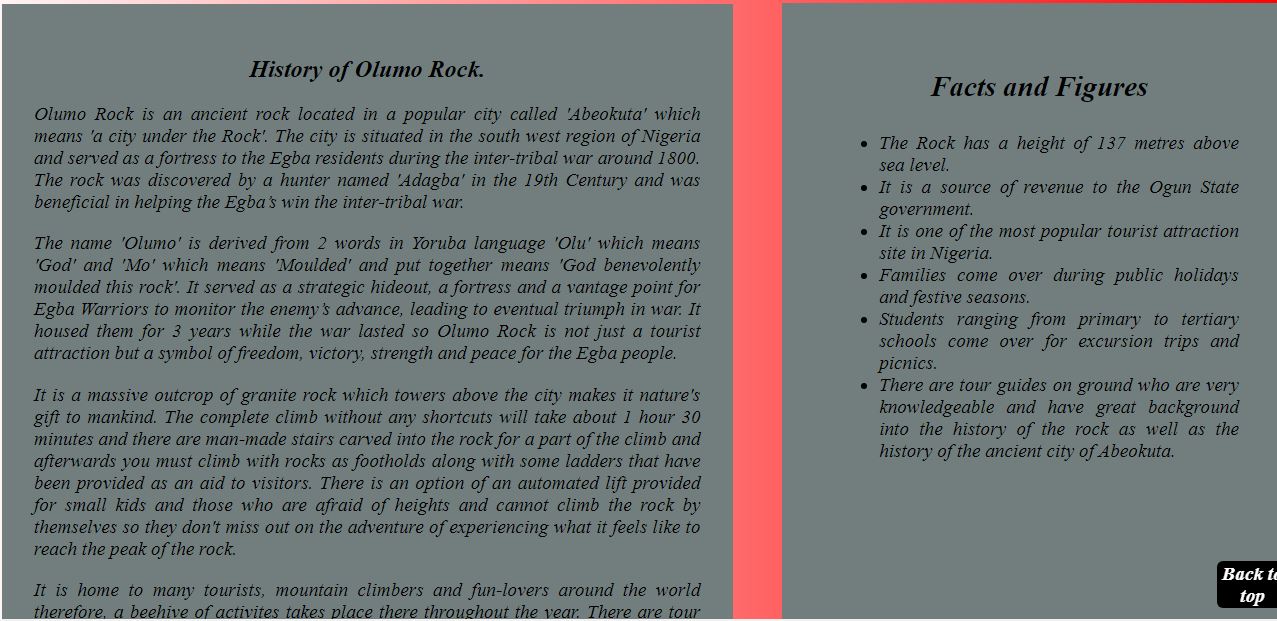 History of Olumo Rock.
Olumo Rock is an ancient rock located in a popular city called 'Abeokuta' which
means 'a city under the Rock'. The city is situated in the south west region of Nigeria
and served as a fortress to the Egba residents during the inter-tribal war around 1800.
The rock was discovered by a hunter named 'Adagba' in the 19th Century and was
beneficial in helping the Egba’s win the inter-tribal war.
The name 'Olumo' is derived from 2 words in Yoruba language 'Olu' which means
'God' and 'Mo' which means 'Moulded' and put together means 'God benevolently
moulded this rock'. It served as a strategic hideout, a fortress and a vantage point for
Egba Warriors to monitor the enemy’s advance, leading to eventual triumph in war. It
housed them for 3 years while the war lasted so Olumo Rock is not just a tourist
attraction but a symbol of freedom, victory, strength and peace for the Egba people.
It is a massive outcrop of granite rock which towers above the city makes it nature's
gift to mankind. The complete climb without any shortcuts will take about 1 hour 30
minutes and there are man-made stairs carved into the rock for a part of the climb and
afterwards you must climb with rocks as footholds along with some ladders that have
been provided as an aid to visitors. There is an option of an automated lift provided
for small kids and those who are afraid of heights and cannot climb the rock by
themselves so they don't miss out on the adventure of experiencing what it feels like to
reach the peak of the rock.
It is home to many tourists, mountain climbers and fun-lovers around the world
therefore, a beehive of activites takes place there throughout the year. There are tour
Facts and Figures
• The Rock has a height of 137 metres above
sea level.
• It is a source of revenue to the Ogun State
government.
• It is one of the most popular tourist attraction
site in Nigeria.
• Families come over during public holidays
and festive seasons.
• Students ranging from primary to tertiary
schools come over for excursion trips and
picnics.
• There are tour guides on ground who are very
knowledgeable and have great background
into the history of the rock as well as the
history of the ancient city of Abeokuta.
Back to
top